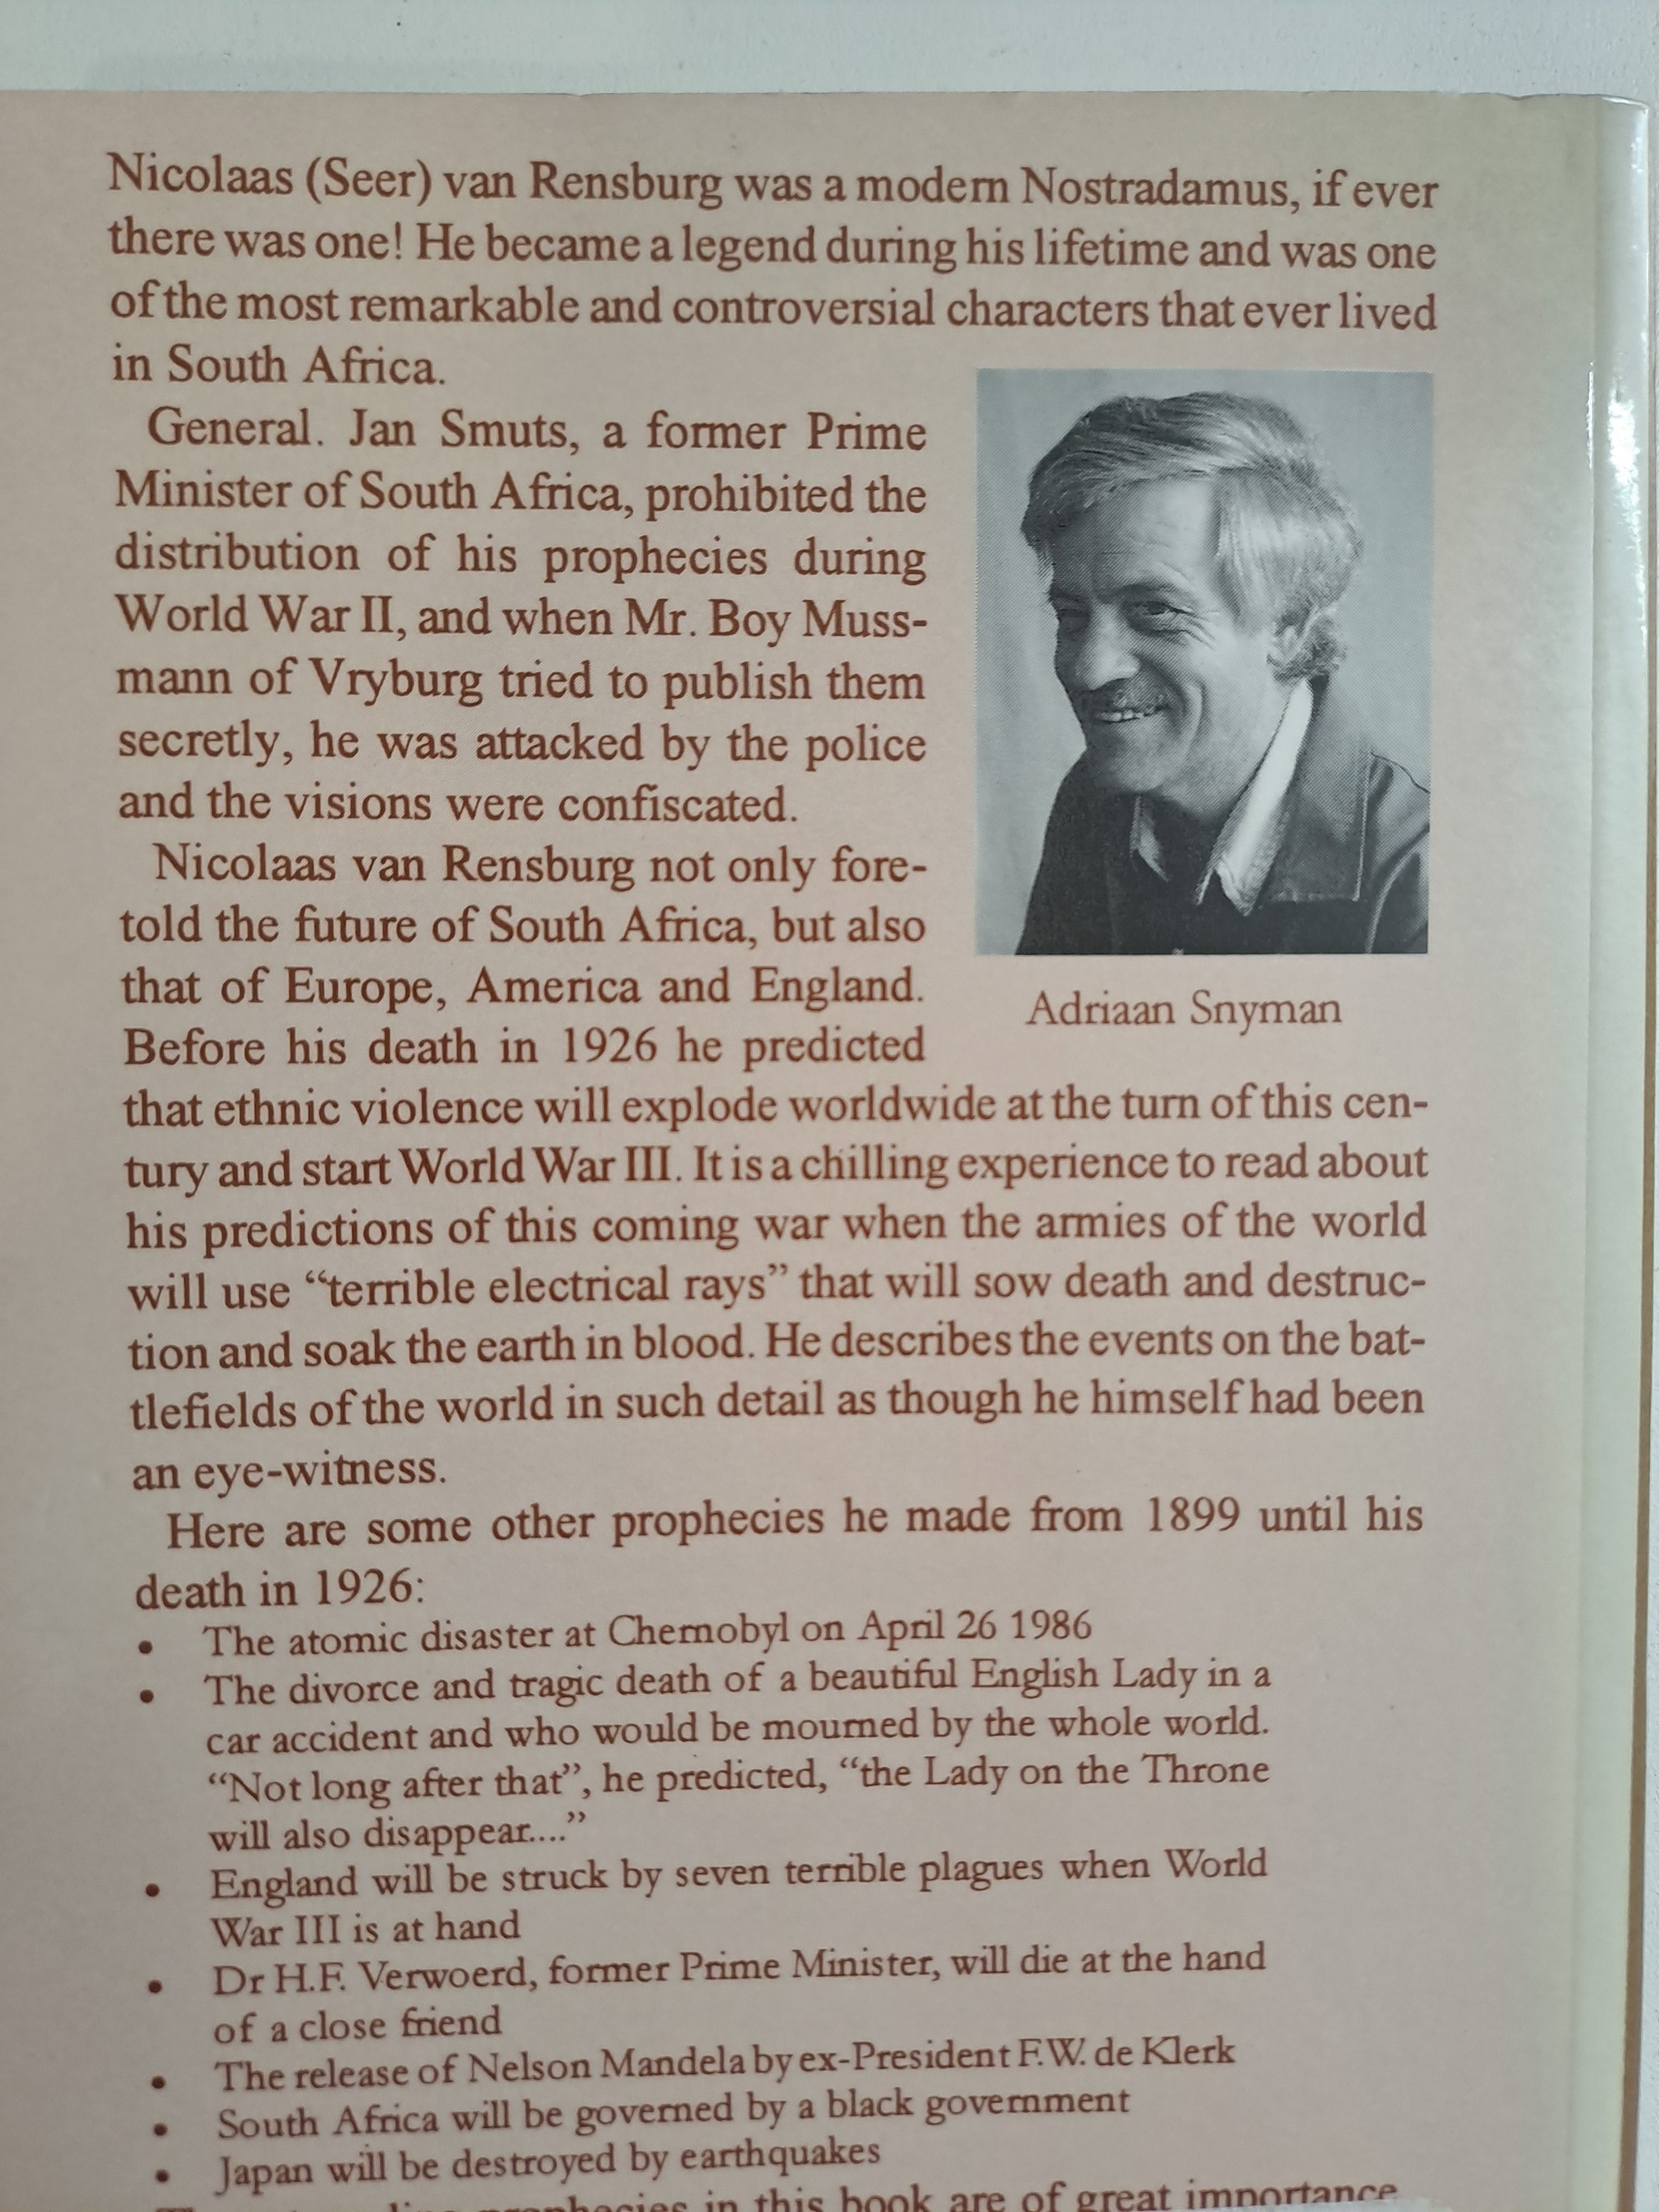 Nicolaas (Seer) van Rensburg was a modern Nostradamus, if ever
there was one! He became a legend during his lifetime and was one
of the most remarkable and controversial characters that ever lived
in South Africa.
General. Jan Smuts, a former Prime
Minister of South Africa, prohibited the
distribution of his prophecies during
World War II, and when Mr. Boy Muss-
mann of Vryburg tried to publish them
secretly, he was attacked by the police
and the visions were confiscated.
Nicolaas van Rensburg not only fore-
told the future of South Africa, but also
that of Europe, America and England.
Before his death in 1926 he predicted
Adriaan Snyman
that ethnic violence will explode worldwide at the turn of this cen-
tury and start World War III. It is a chilling experience to read about
his predictions of this coming war when the armies of the world
will use “terrible electrical rays” that will sow death and destruc-
tion and soak the earth in blood. He describes the events on the bat-
tlefields of the world in such detail as though he himself had been
an eye-witness.
Here are some other prophecies he made from 1899 until his
death in 1926:
• The atomic disaster at Chernobyl on April 26 1986
• The divorce and tragic death of a beautiful English Lady in a
car accident and who would be mourned by the whole world.
“Not long after that”, he predicted, “the Lady on the Throne
will also disappear....”
• England will be struck by seven terrible plagues when World
War III is at hand
• Dr H.F. Verwoerd, former Prime Minister, will die at the hand
of a close friend
• The release of Nelson Mandela by ex-President F.W. de Klerk
• South Africa will be governed by a black government
• Japan will be destroyed by earthquakes
prophecies in this book are of great importance